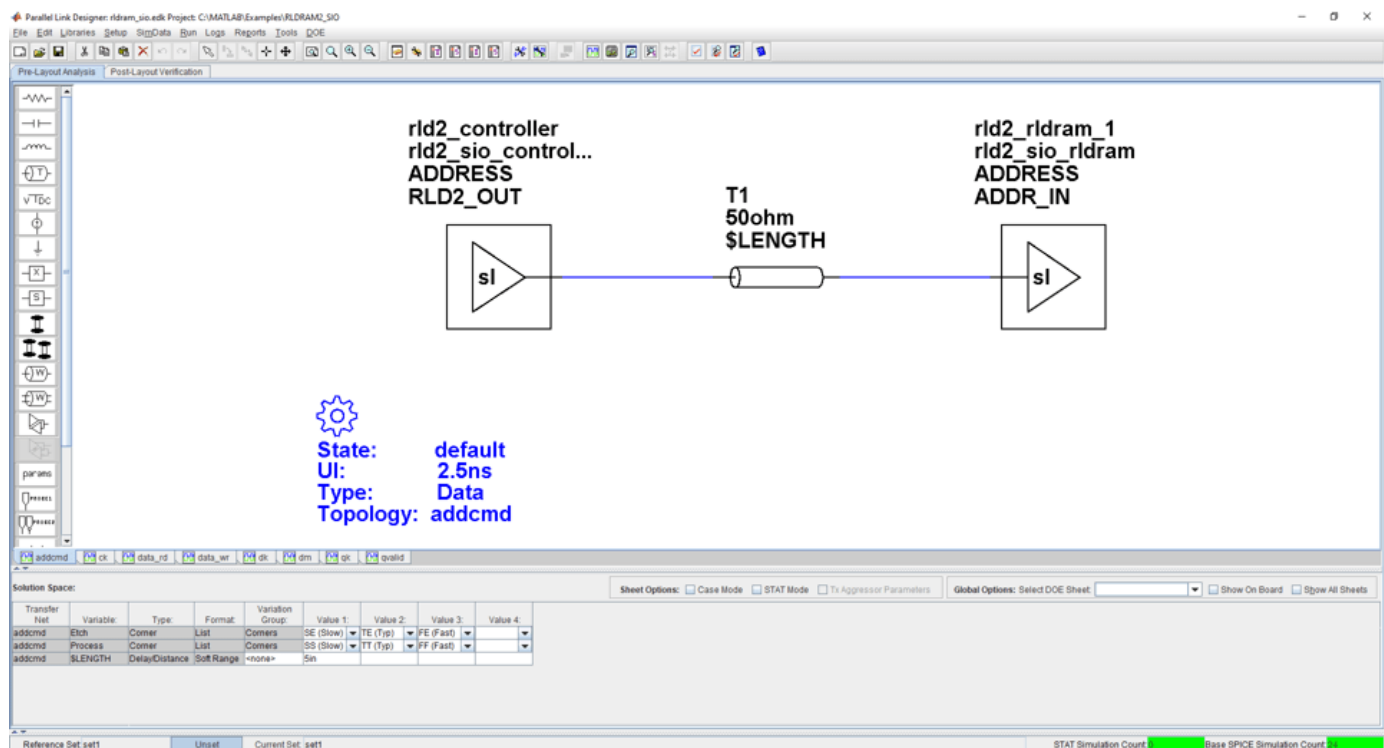 Parallel Link Designer: rldram_sio.edk Project: C:\MATLAB\Examples\RLDRAM2_SIO
File Edit Libraries Setup SimData Run Logs Reports Tools DOE
Pre-Layout Analysis Post-Layout Verification
rld2_controller
rld2_sio_control...
ADDRESS
RLD2_OUT
sI
T1
50ohm
$LENGTH
rld2_rldram_1
rld2_sio_rldram
ADDRESS
ADDR_IN
sI
T
VTDC
X
S
W
W
params
State: default
UI: 2.5ns
Type: Data
Topology: addcmd
addcmd ck data_rd data_wr dk dm qk qvalid
Solution Space:
Sheet Options: Case Mode STAT Mode Tx Aggressor Parameters Global Options: Select DOE Sheet: Show On Board Show All Sheets
Transfer Net Variable: Type: Format: Variation Group: Value 1: Value 2: Value 3: Value 4:
addcmd Etch Corner List Corners SE (Slow) TE (Typ) FE (Fast)
addcmd Process Corner List Corners SS (Slow) TT (Typ) FF (Fast)
addcmd $LENGTH Delay/Distance Soft Range <none> 5in
Reference Set: set1 Unset Current Set: set1 STAT Simulation Count: 0 Base SPICE Simulation Count: 24